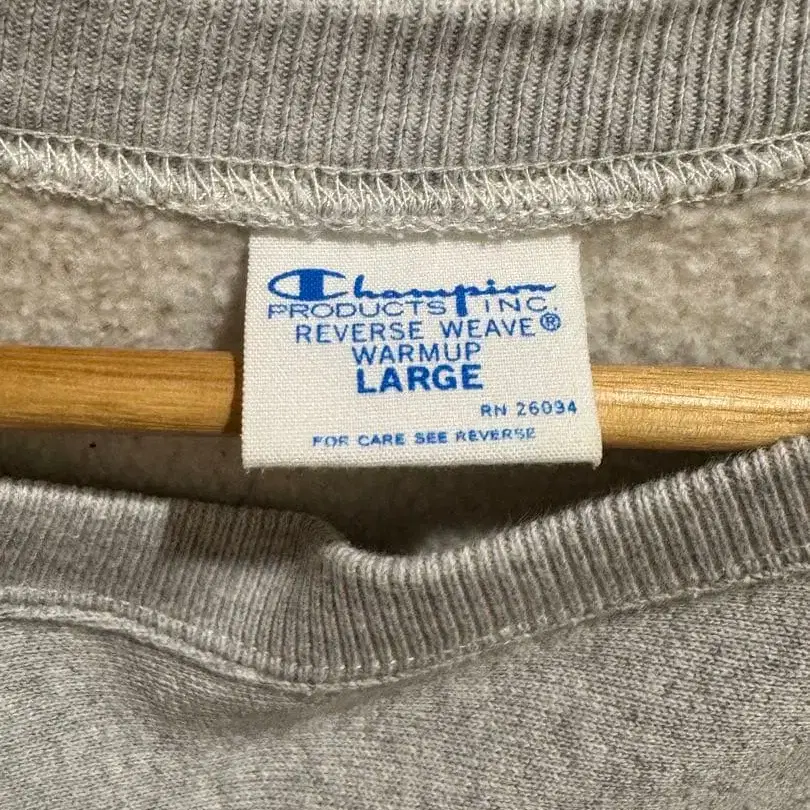 Champion
PRODUCTS INC.
REVERSE WEAVE®
WARMUP
LARGE
RN 26094
FOR CARE SEE REVERSE